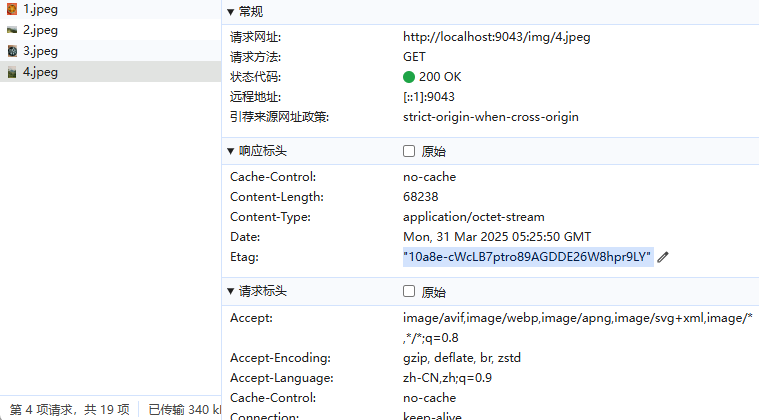 1.jpeg
2.jpeg
3.jpeg
4.jpeg
第 4 项请求，共 19 项
已传输 340 k
常规
请求网址: http://localhost:9043/img/4.jpeg
请求方法: GET
状态代码: 200 OK
远程地址: [::1]:9043
引荐来源网址政策: strict-origin-when-cross-origin
响应标头 原始
Cache-Control: no-cache
Content-Length: 68238
Content-Type: application/octet-stream
Date: Mon, 31 Mar 2025 05:25:50 GMT
Etag: "10a8e-cWcLB7ptro89AGDDE26W8hpr9LY"
请求标头 原始
Accept: image/avif,image/webp,image/apng,image/svg+xml,image/*
,*/*;q=0.8
Accept-Encoding: gzip, deflate, br, zstd
Accept-Language: zh-CN,zh;q=0.9
Cache-Control: no-cache
Connection: keep-alive